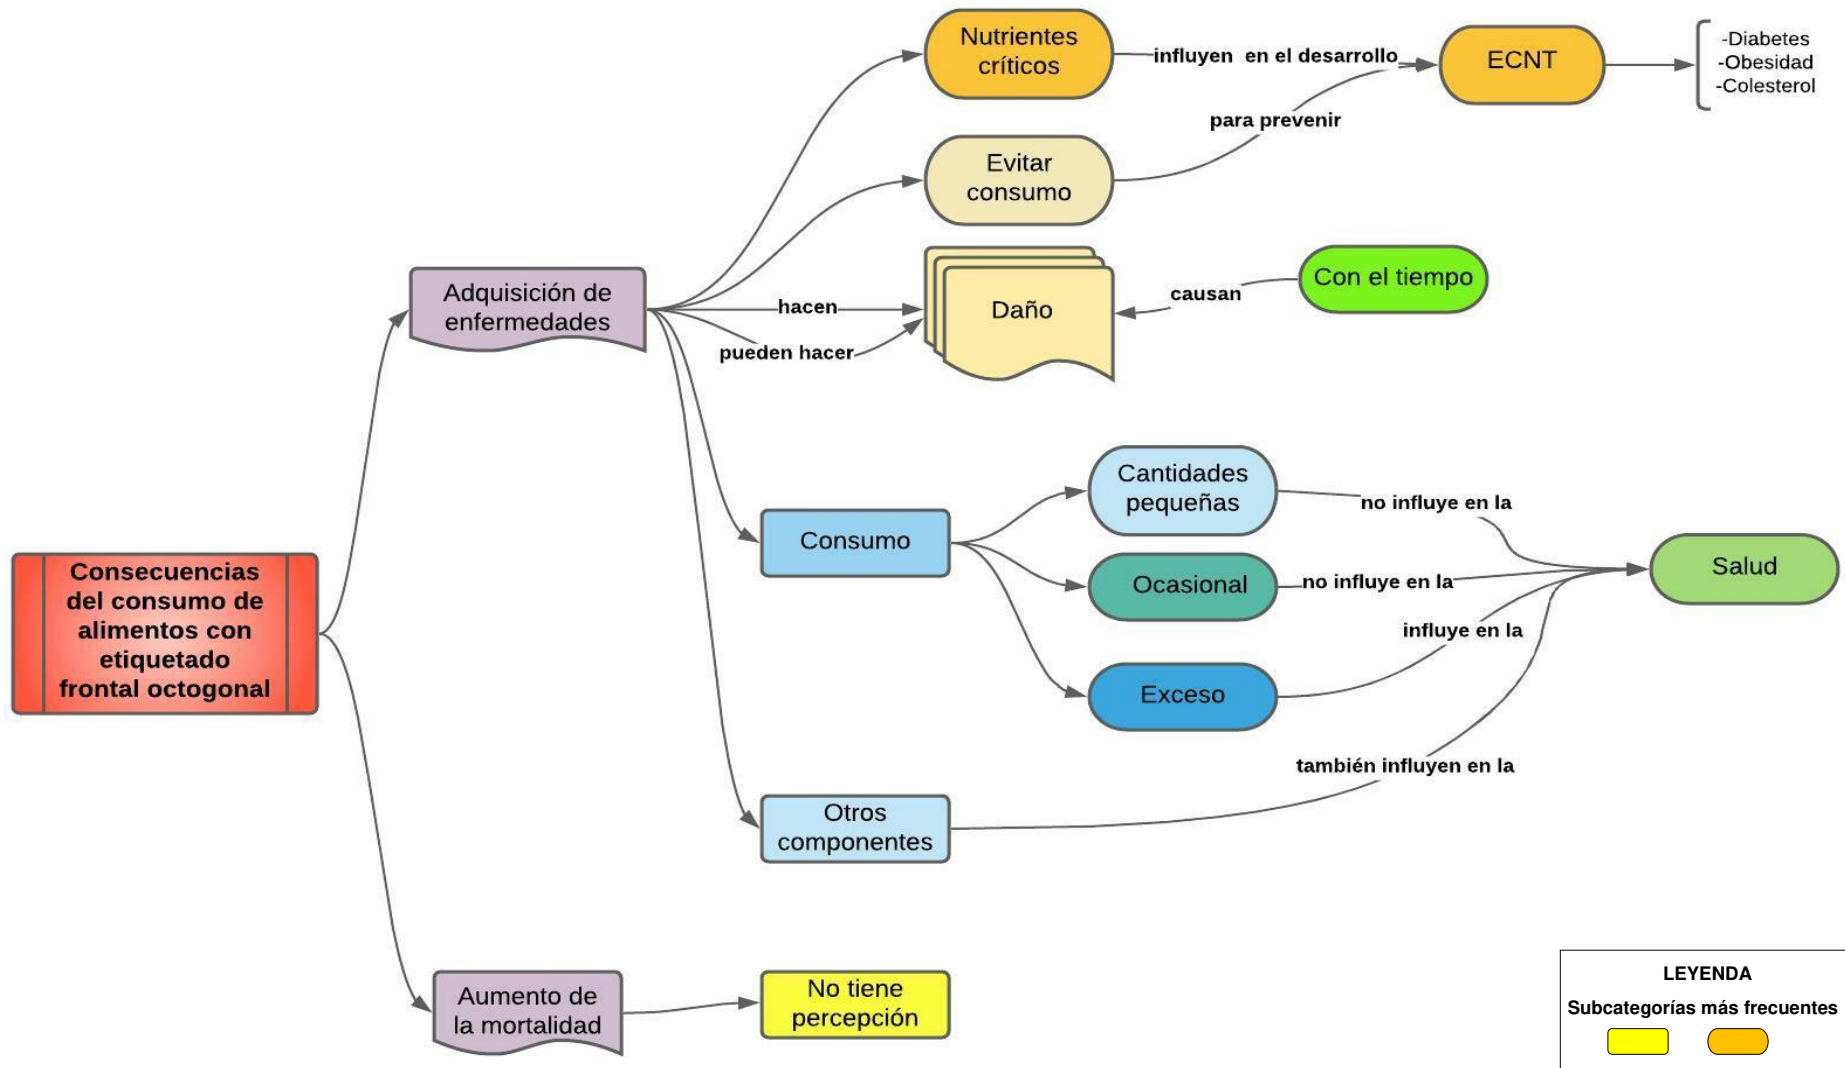 Nutrientes
críticos
influyen  en el desarrollo
ECNT
-Diabetes
-Obesidad
-Colesterol
para prevenir
Evitar
consumo
Adquisición de
enfermedades
hacen
pueden hacer
Daño
causan
Con el tiempo
Consumo
Cantidades
pequeñas
no influye en la
Ocasional
no influye en la
Exceso
influye en la
Salud
Consecuencias
del consumo de
alimentos con
etiquetado
frontal octogonal
también influyen en la
Otros
componentes
Aumento de
la mortalidad
No tiene
percepción
LEYENDA
Subcategorías más frecuentes